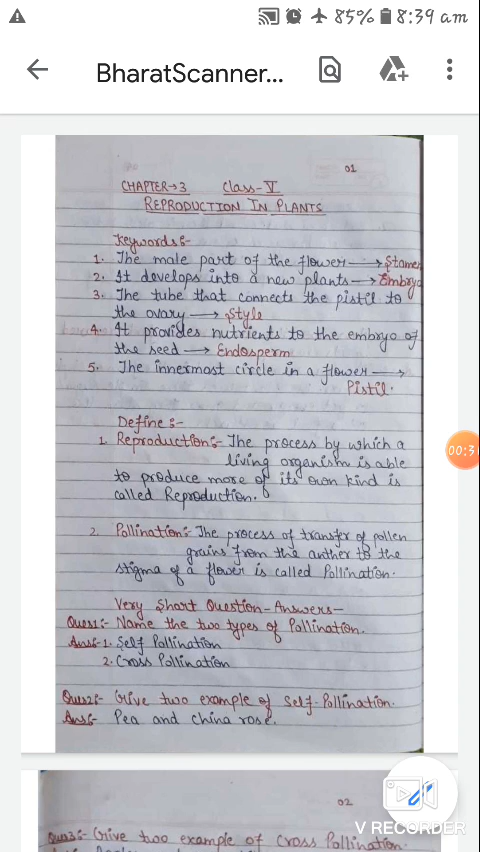 85% 8:39 am
BharatScanner...
01
CHAPTER→3 Class-V
REPRODUCTION IN PLANTS
Keywords:-
1. The male part of the flower → Stamen
2. It develops into a new plants → Embryo
3. The tube that connects the pistil to
the ovary → Style
4. It provides nutrients to the embryo of
the seed → Endosperm
5. The innermost circle in a flower →
Pistil.
Define:-
1. Reproduction:- The process by which a
living organism is able
to produce more of its own kind is
called Reproduction.
2. Pollination:- The process of transfer of pollen
grains from the anther to the
stigma of a flower is called Pollination.
Very Short Question-Answers-
Ques1:- Name the two types of Pollination.
Ans:- 1. Self Pollination
2. Cross Pollination
Ques2:- Give two example of Self-Pollination.
Ans:- Pea and china rose.
00:3
02
Ques3:- Give two example of Cross Pollination.
V RECORDER